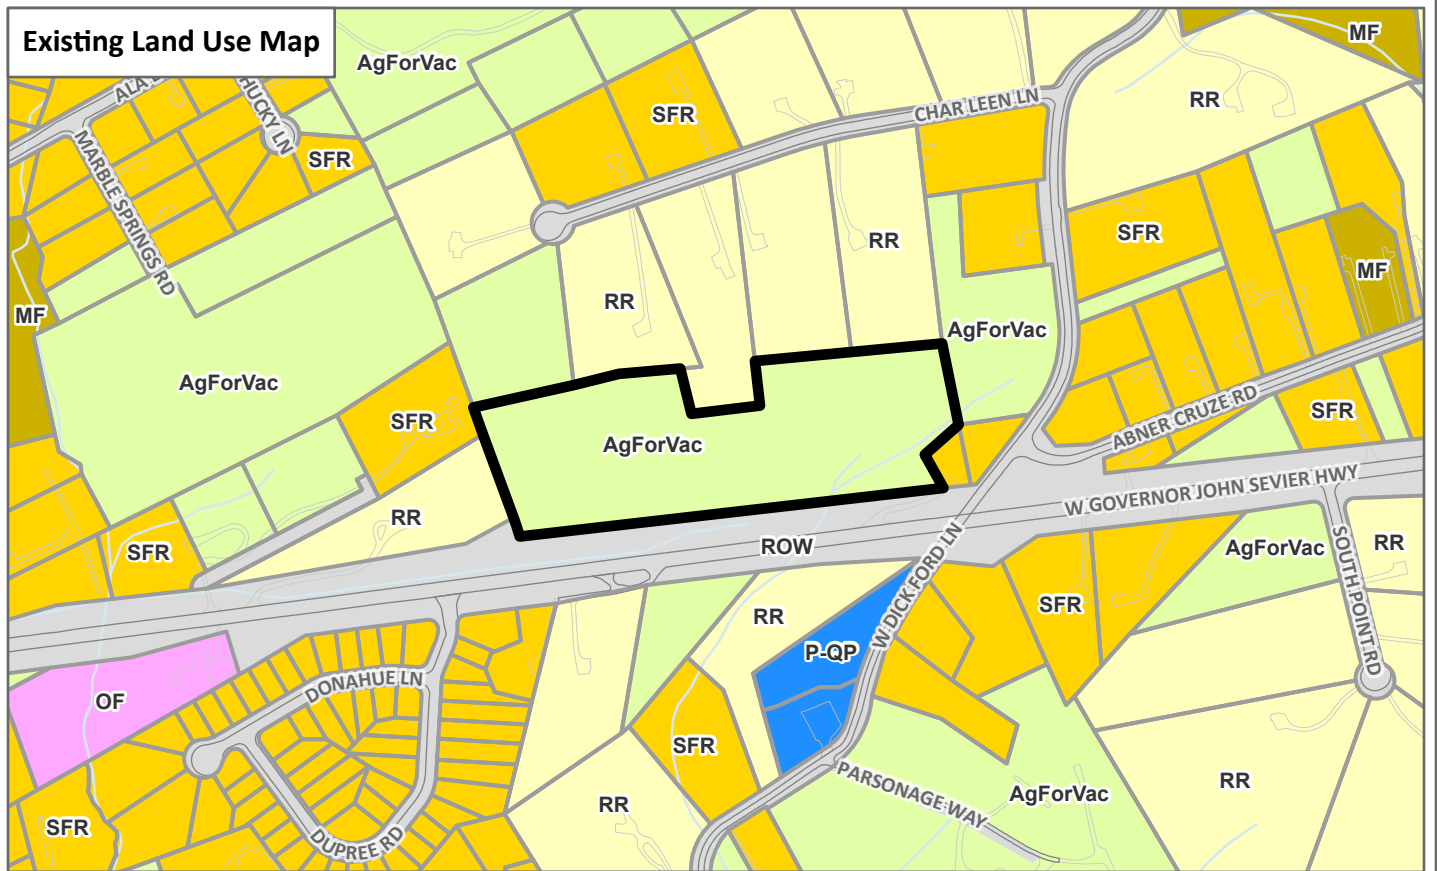 Existing Land Use Map
AgForVac
MF
ALA
HUCKY LN
SFR
CHAR LEEN LN
RR
SFR
MARBLE SPRINGS RD
RR
SFR
MF
MF
RR
AgForVac
AgForVac
SFR
AgForVac
SFR
ABNER CRUZE RD
RR
W GOVERNOR JOHN SEVIER HWY
SFR
ROW
W DICK FORD LN
AgForVac
RR
SOUTH POINT RD
RR
SFR
P-QP
DONAHUE LN
OF
SFR
PARSONAGE WAY
AgForVac
RR
RR
SFR
DUPREE RD